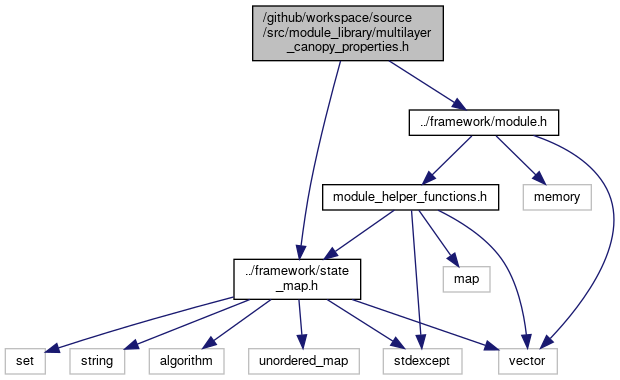 /github/workspace/source
/src/module_library/multilayer
_canopy_properties.h
../framework/module.h
module_helper_functions.h
memory
../framework/state
_map.h
map
set
string
algorithm
unordered_map
stdexcept
vector